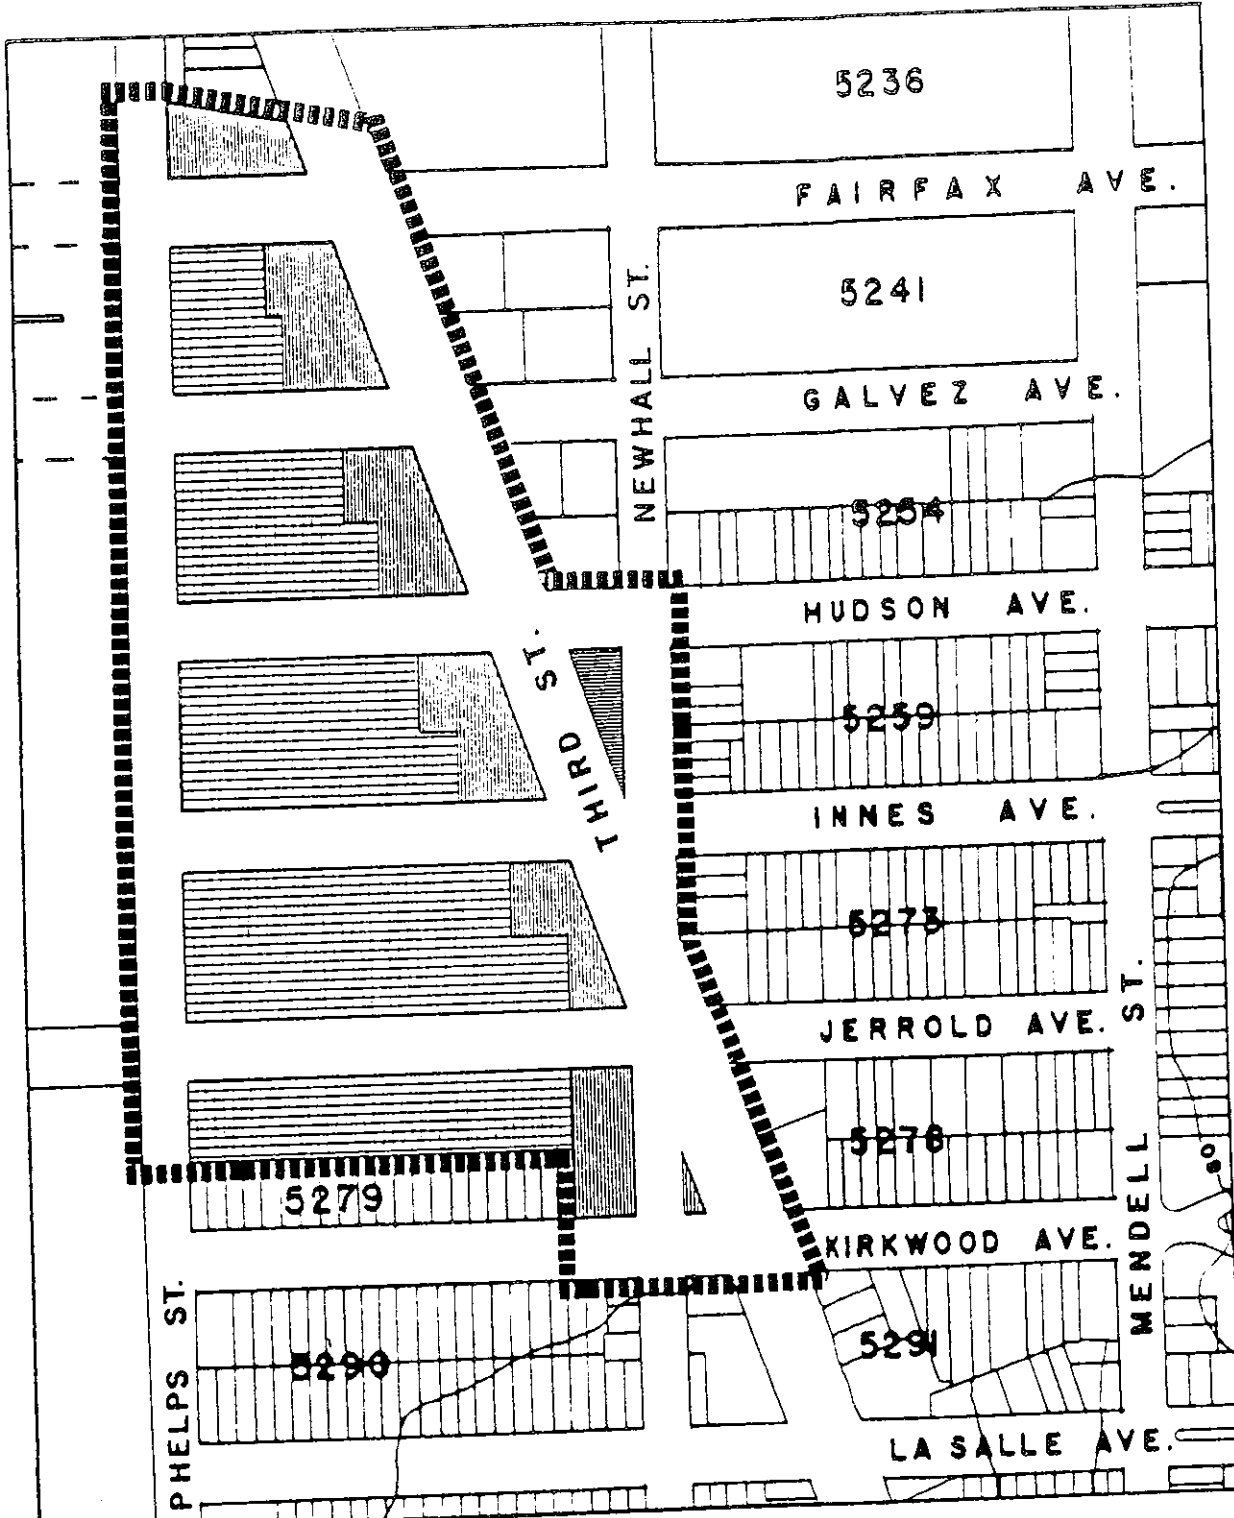 5236
FAIRFAX AVE.
5241
NEWHALL ST.
GALVEZ AVE.
5254
HUDSON AVE.
THIRD ST.
5259
INNES AVE.
5273
JERROLD AVE.
5278
MENDELL ST.
80
5279
KIRKWOOD AVE.
PHELPS ST.
5291
LA SALLE AVE.